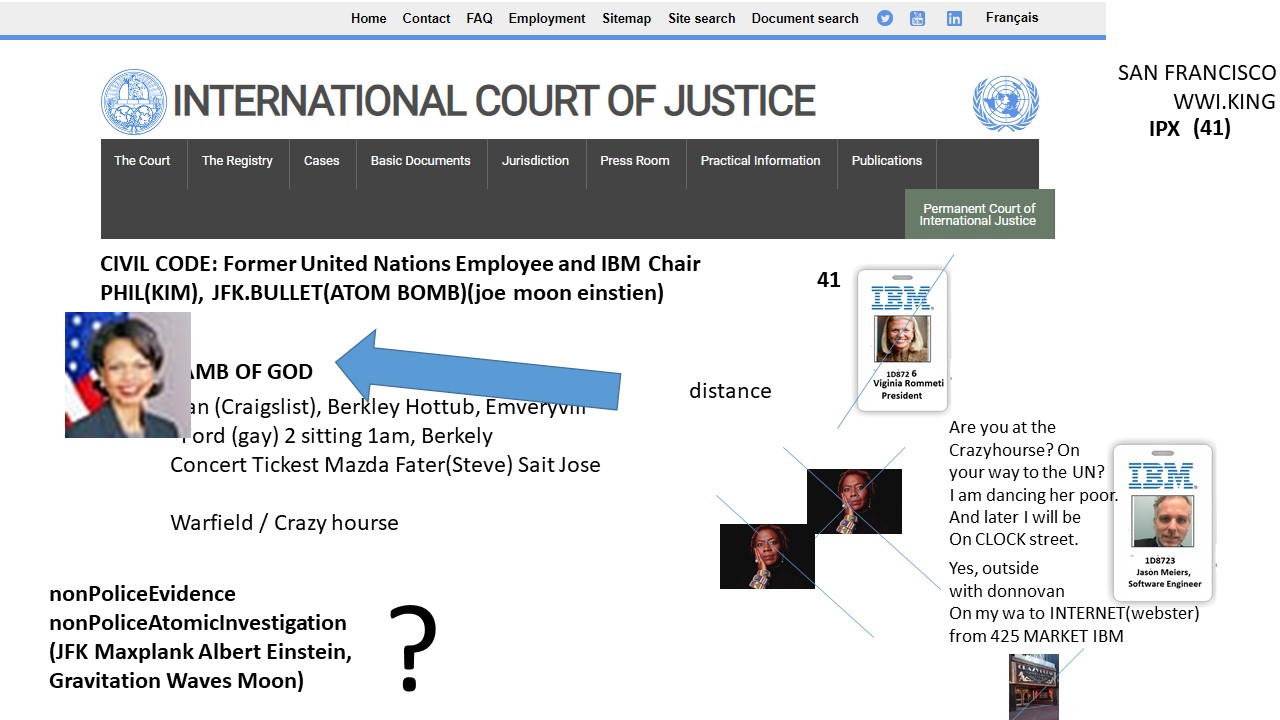 Home Contact FAQ Employment Sitemap Site search Document search Français
INTERNATIONAL COURT OF JUSTICE
SAN FRANCISCO
WWI.KING
IPX (41)
The Court The Registry Cases Basic Documents Jurisdiction Press Room Practical Information Publications
Permanent Court of
International Justice
CIVIL CODE: Former United Nations Employee and IBM Chair
PHIL(KIM), JFK.BULLET(ATOM BOMB)(joe moon einstien)
AMB OF GOD
an (Craigslist), Berkley Hottub, Emveryvill
ord (gay) 2 sitting 1am, Berkely
Concert Tickest Mazda Fater(Steve) Sait Jose
Warfield / Crazy hourse
distance
41
IBM
1D872 6
Viginia Rommeti
President
Are you at the
Crazyhourse? On
your way to the UN?
I am dancing her poor.
And later I will be
On CLOCK street.
Yes, outside
with donnovan
On my wa to INTERNET(webster)
from 425 MARKET IBM
IBM
1D8723
Jason Meiers,
Software Engineer
nonPoliceEvidence
nonPoliceAtomicInvestigation
(JFK Maxplank Albert Einstein,
Gravitation Waves Moon)
?